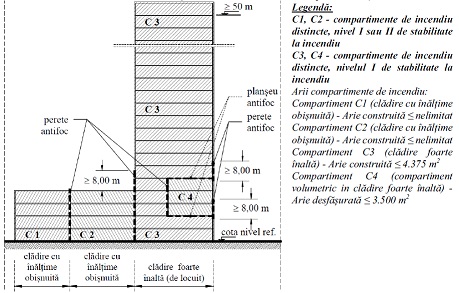 C 3
≥ 50 m
C 3
planșeu
antifoc
perete
antifoc
perete
antifoc
≥ 8,00 m
≥ 8,00 m
≥ 8,00 m
C 4
≥ 8,00 m
C 1
C 2
C 3
cota nivel ref.
clădire cu
înălțime
obișnuită
clădire cu
înălțime
obișnuită
clădire foarte
înaltă (de locuit)
Legendă:
C1, C2 - compartimente de incendiu
distincte, nivel I sau II de stabilitate
la incendiu
C3, C4 - compartimente de incendiu
distincte, nivelul I de stabilitate la
incendiu
Arii compartimente de incendiu:
Compartiment C1 (clădire cu înălțime
obișnuită) - Arie construită ≤ nelimitat
Compartiment C2 (clădire cu înălțime
obișnuită) - Arie construită ≤ nelimitat
Compartiment C3 (clădire foarte
înaltă) - Arie construită ≤ 4.375 m²
Compartiment C4 (compartiment
volumetric in clădire foarte înaltă) -
Arie desfășurată ≤ 3.500 m²